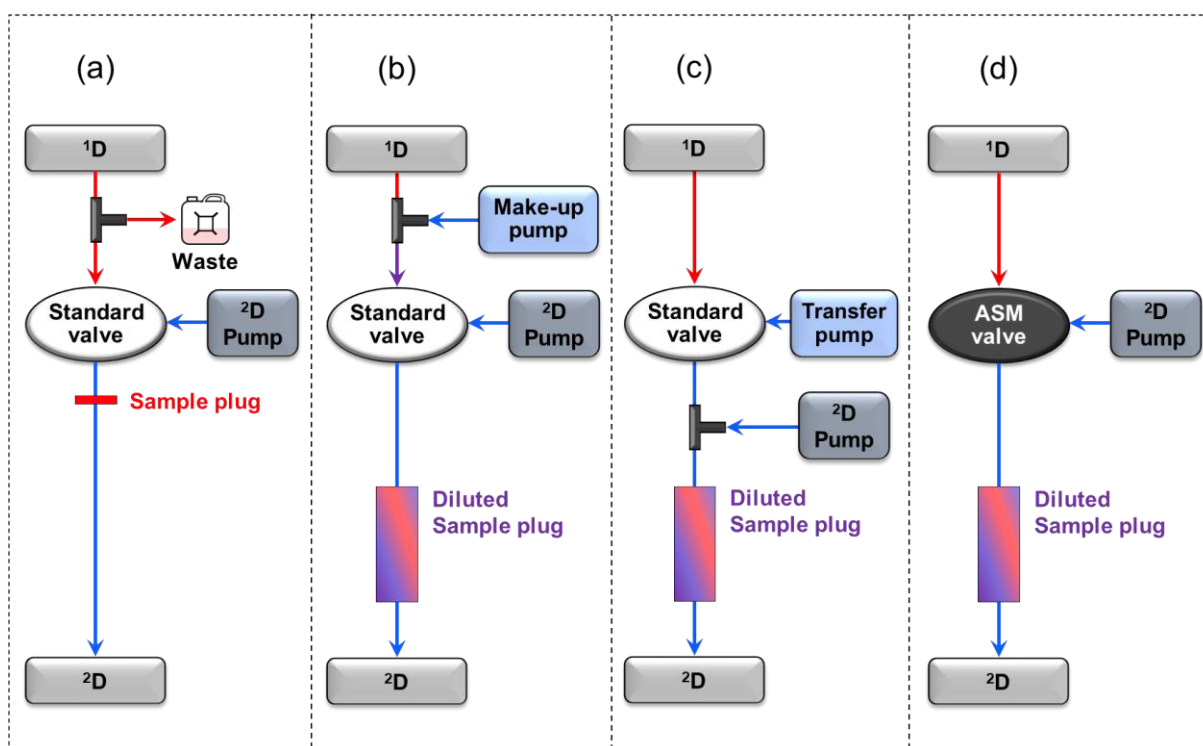 (a)
¹D
Waste
Standard
valve
²D
Pump
Sample plug
²D
(b)
¹D
Make-up
pump
Standard
valve
²D
Pump
Diluted
Sample plug
²D
(c)
¹D
Standard
valve
Transfer
pump
²D
Pump
Diluted
Sample plug
²D
(d)
¹D
ASM
valve
²D
Pump
Diluted
Sample plug
²D